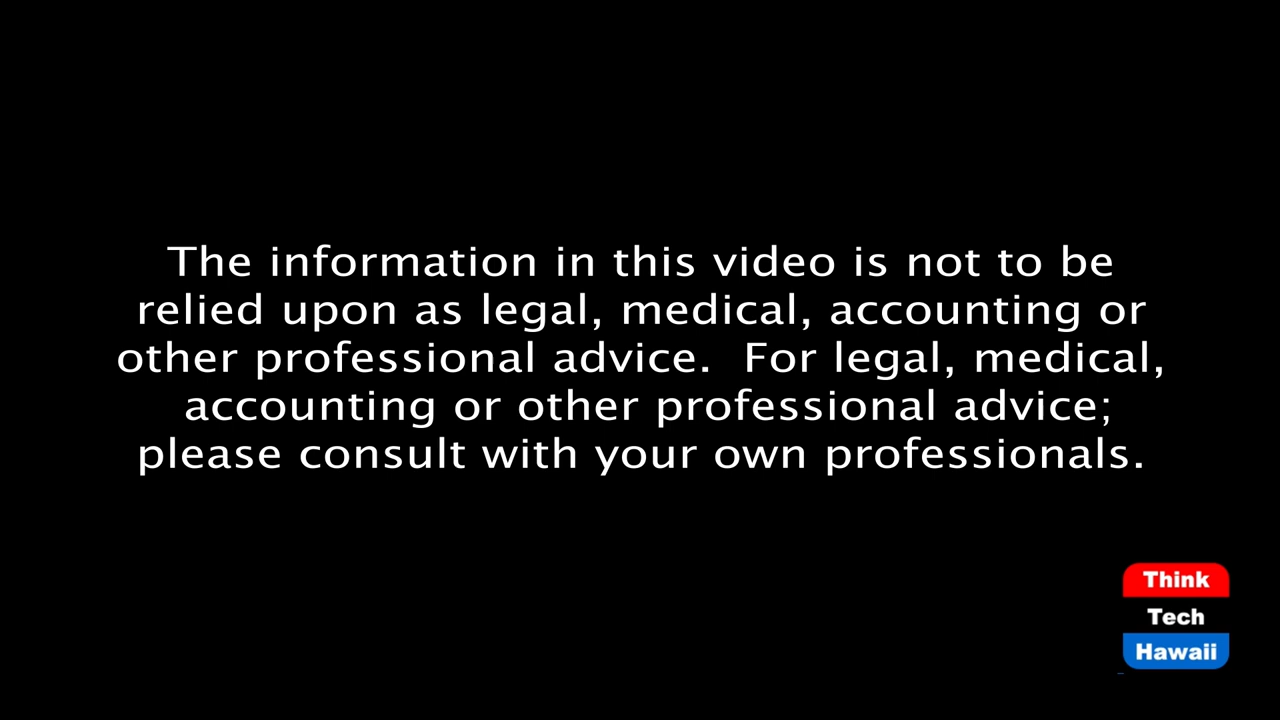 The information in this video is not to be
relied upon as legal, medical, accounting or
other professional advice.  For legal, medical,
accounting or other professional advice;
please consult with your own professionals.
Think
Tech
Hawaii